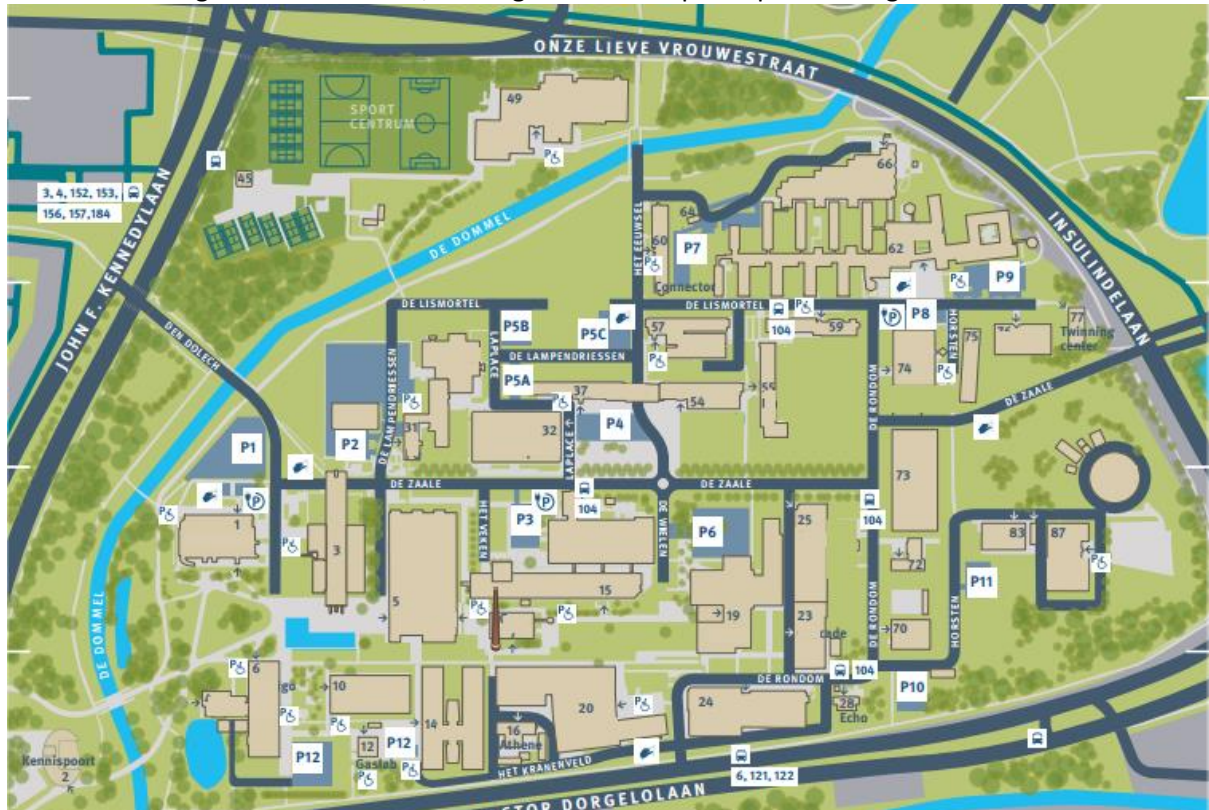 ONZE LIEVE VROUWESTRAAT
49
SPORT
CENTRUM
P
66
45
3, 4, 152, 153,
156, 157, 184
JOHN F. KENNEDYLAAN
DE DOMMEL
HET EEUWSEL
64
60
P7
62
INSULINDELAAN
P
P
P9
Connector
DE LISMORTEL
DE LISMORTEL
104
P
59
P
P8
HORSTEN
77
Twinning
center
DEN DOLECH
P5B
P5C
57
P
LAPLACE
DE LAMPENDRIESSEN
DE LAMPENDRIESSEN
74
P
75
P5A
37
P
54
55
DE RONDOM
DE ZAALE
P1
P2
31
32
LAPLACE
P4
73
P
1
P
3
P
DE ZAALE
104
DE ZAALE
HET VEKEN
P3
P
DE WIELEN
P6
25
104
83
87
P
72
P11
5
15
P
P
19
23
DE RONDOM
70
HORSTEN
DE DOMMEL
P
6
10
P
P
14
20
P
DE RONDOM
104
24
28
Echo
P10
16
Athene
12
Gaslab
P12
P
P12
Kennispoort
2
HET KRANENVELD
6, 121, 122
DORGELOLAAN